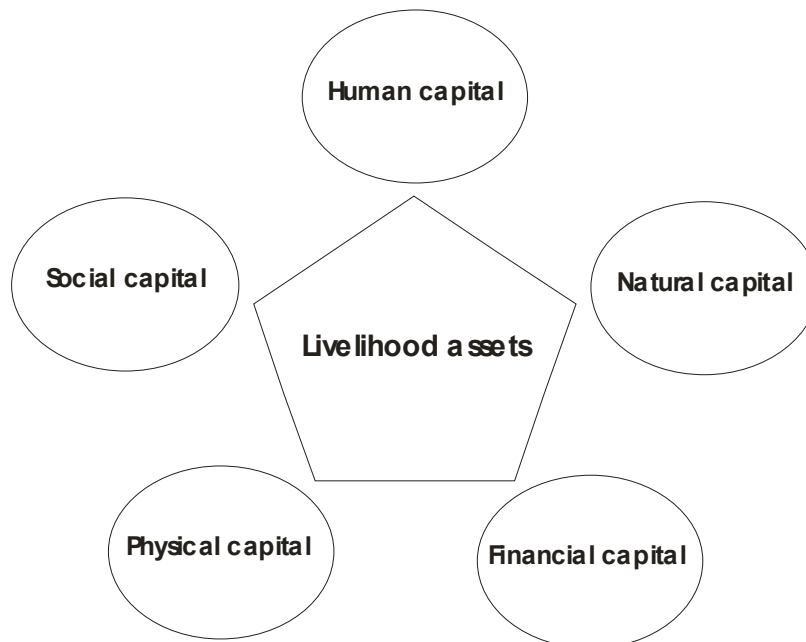 Human capital
Social capital
Natural capital
Livelihood assets
Physical capital
Financial capital